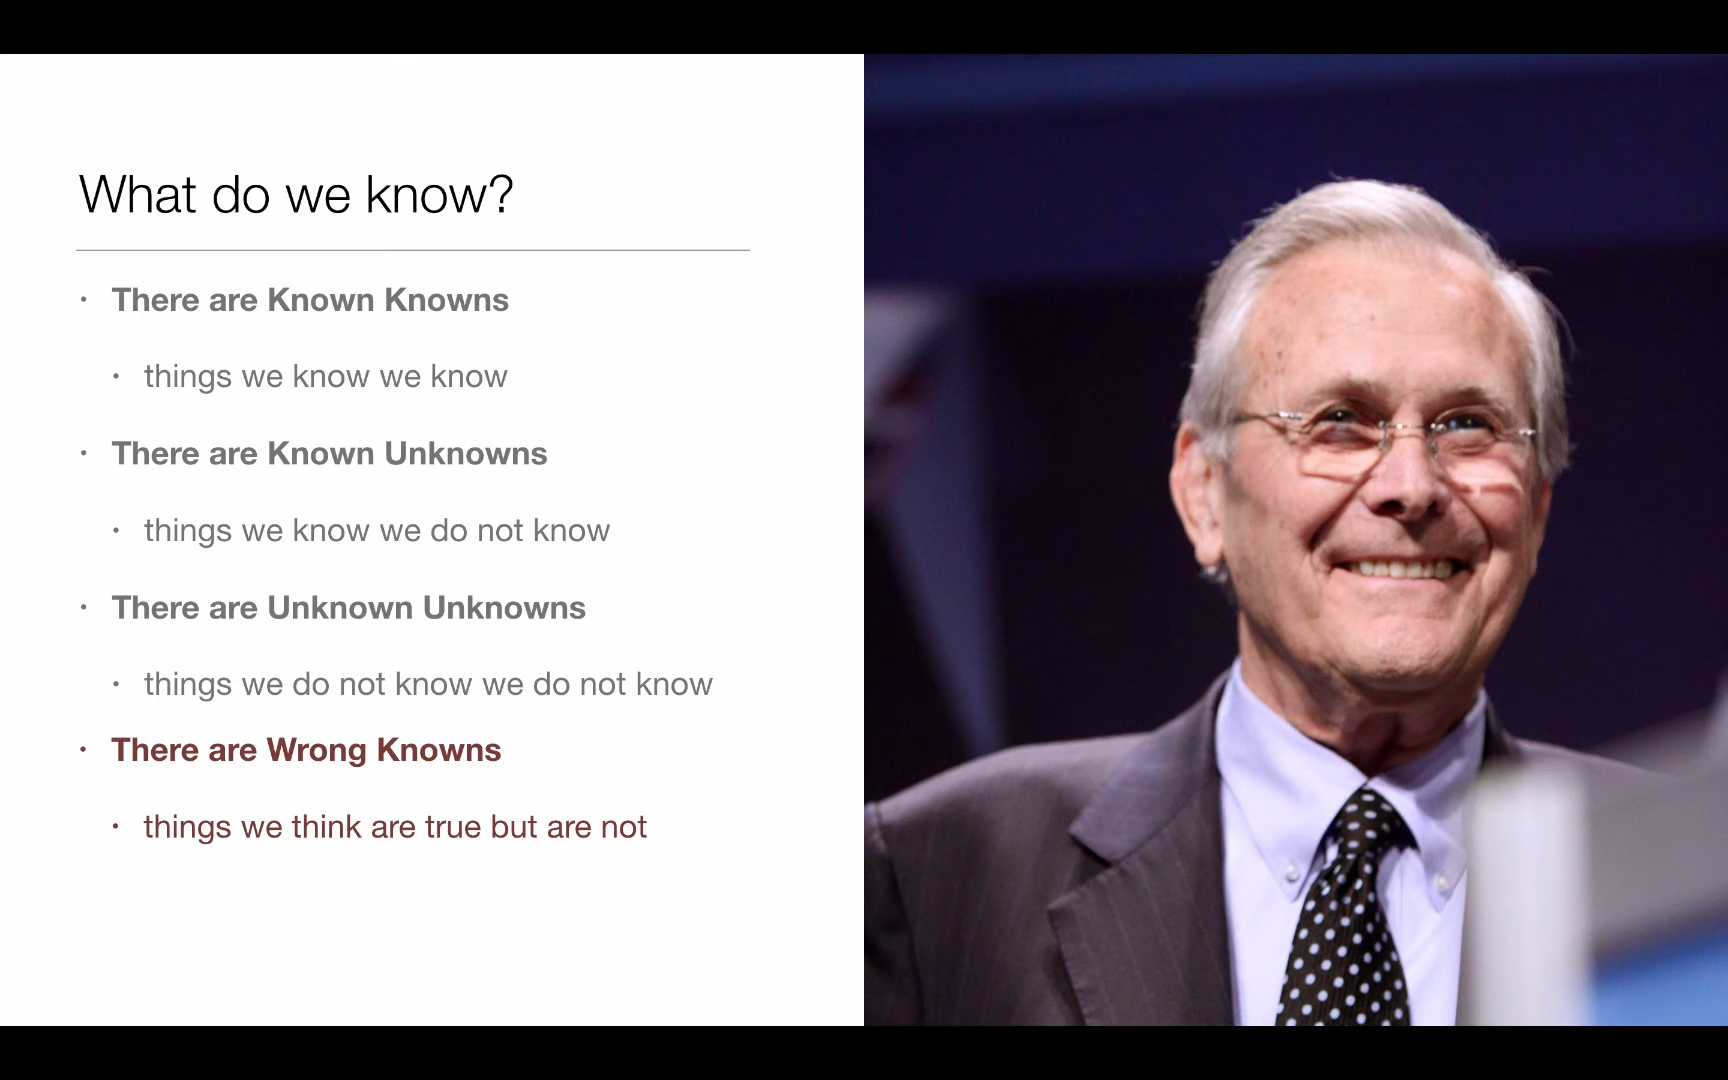 What do we know?
• There are Known Knowns
• things we know we know
• There are Known Unknowns
• things we know we do not know
• There are Unknown Unknowns
• things we do not know we do not know
• There are Wrong Knowns
• things we think are true but are not